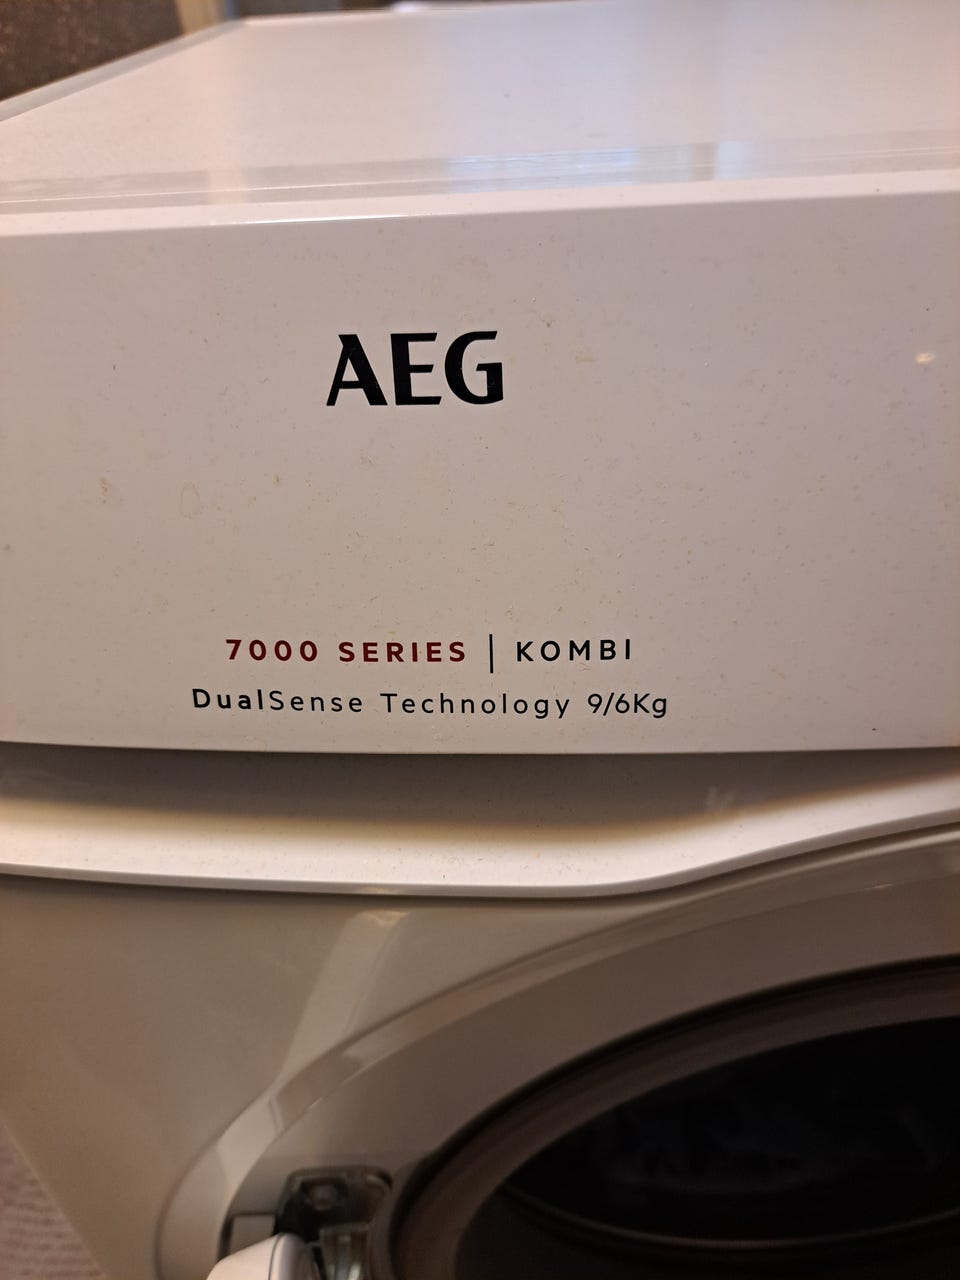 AEG
7000 SERIES | KOMBI
DualSense Technology 9/6Kg